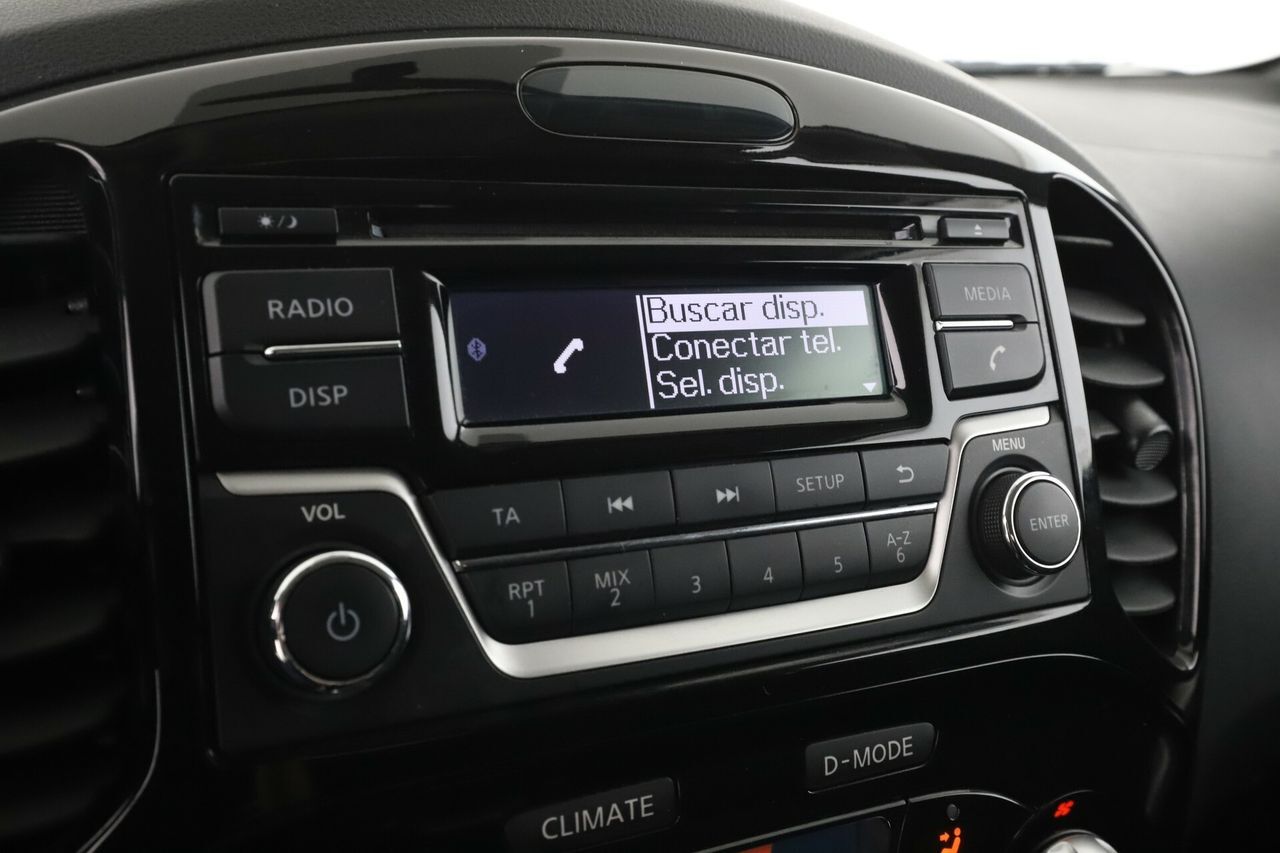 RADIO
DISP
Buscar disp.
Conectar tel.
Sel. disp.
MEDIA
MENU
ENTER
VOL
TA
SETUP
RPT
1
MIX
2
3
4
5
A-Z
6
D-MODE
CLIMATE